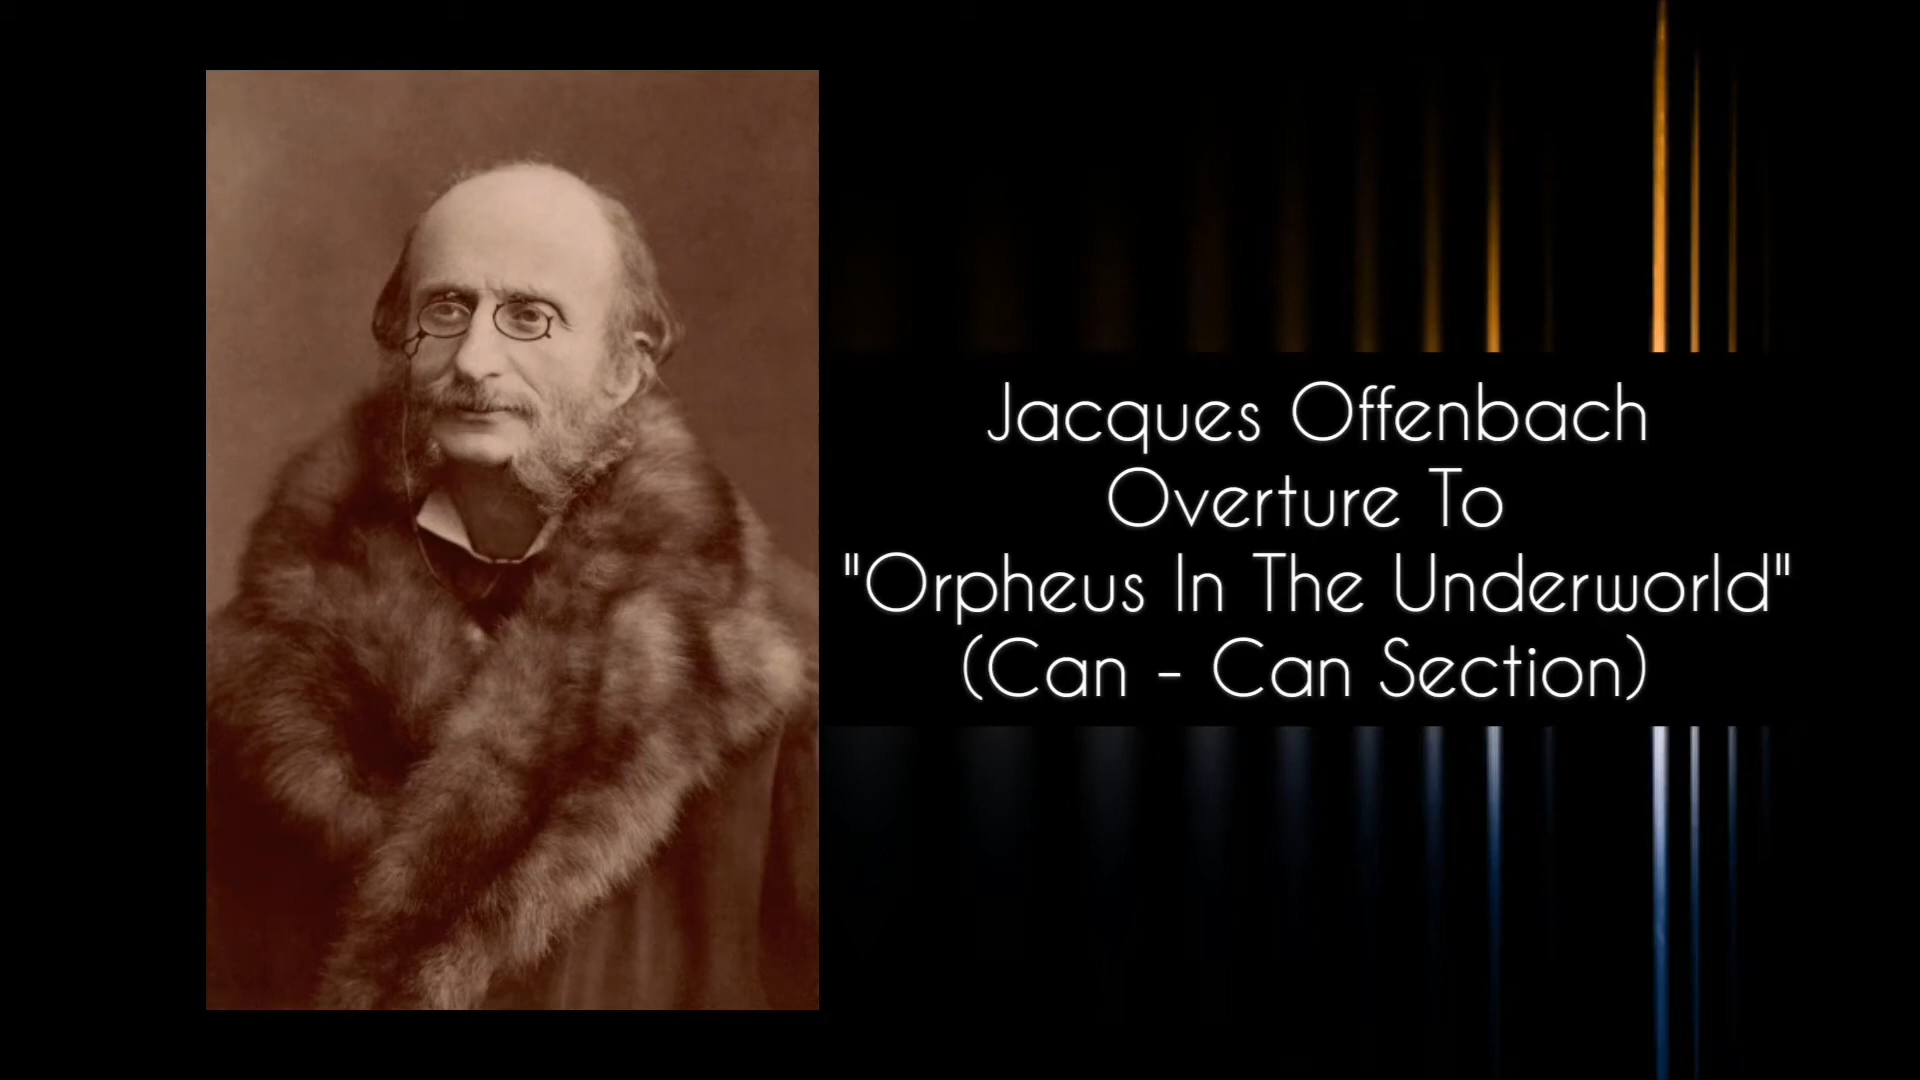 Jacques Offenbach
Overture To
"Orpheus In The Underworld"
(Can - Can Section)